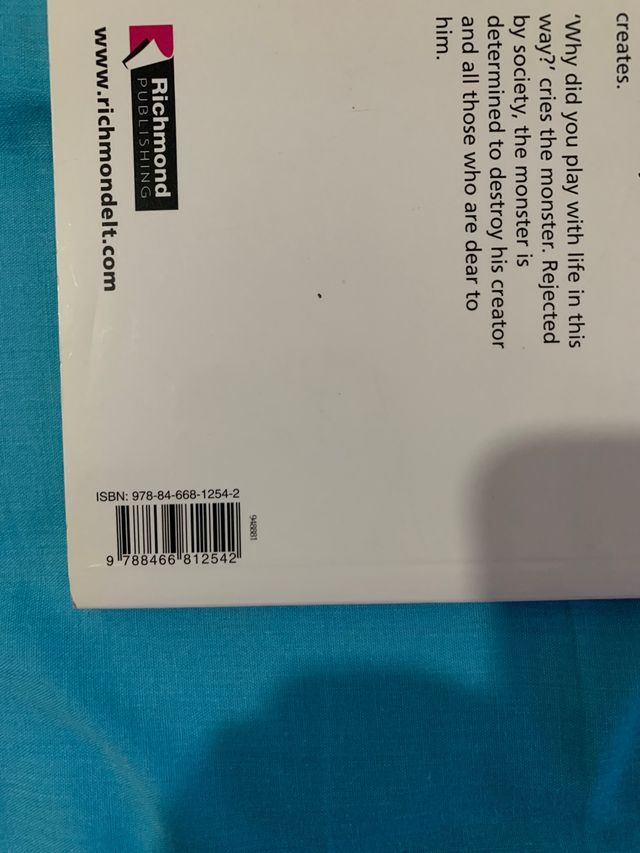 creates.
‘Why did you play with life in this
way?’ cries the monster. Rejected
by society, the monster is
determined to destroy his creator
and all those who are dear to
him.
Richmond
PUBLISHING
www.richmondelt.com
ISBN: 978-84-668-1254-2
948881
9 788466 812542